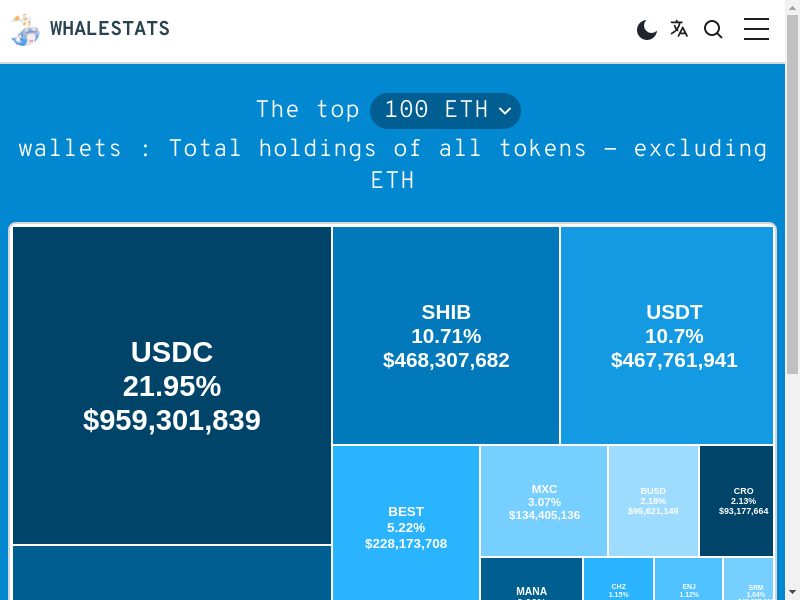 WHALESTATS
The top 100 ETH
wallets : Total holdings of all tokens – excluding
ETH
USDC
21.95%
$959,301,839
SHIB
10.71%
$468,307,682
USDT
10.7%
$467,761,941
BEST
5.22%
$228,173,708
MXC
3.07%
$134,405,136
BUSD
2.18%
$95,621,149
CRO
2.13%
$93,177,664
MANA
CHZ
1.15%
ENJ
1.12%
SRM
1.04%